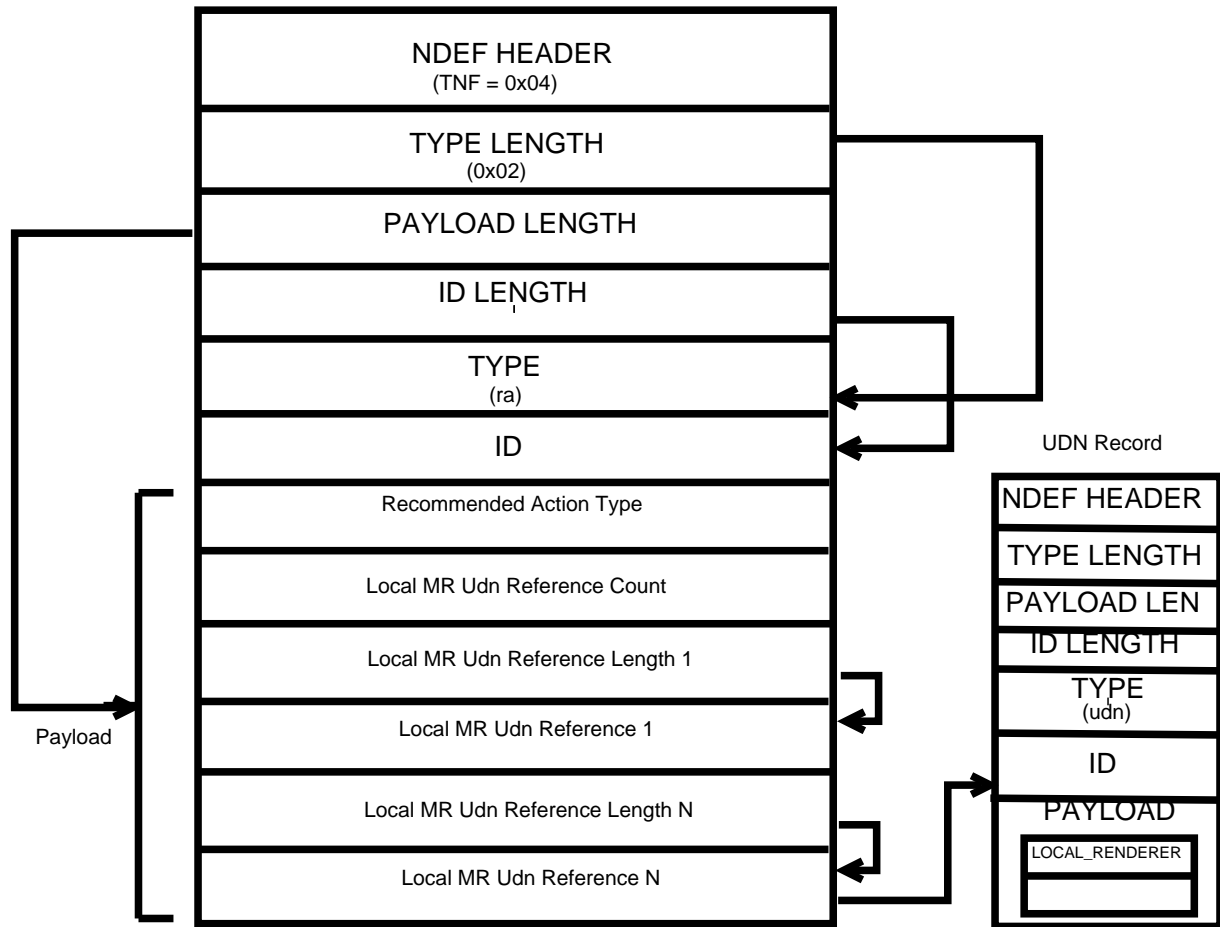 NDEF HEADER
(TNF = 0x04)
TYPE LENGTH
(0x02)
PAYLOAD LENGTH
ID LENGTH
TYPE
(ra)
ID
Recommended Action Type
Local MR Udn Reference Count
Local MR Udn Reference Length 1
Local MR Udn Reference 1
Local MR Udn Reference Length N
Local MR Udn Reference N
Payload
UDN Record
NDEF HEADER
TYPE LENGTH
PAYLOAD LEN
ID LENGTH
TYPE
(udn)
ID
PAYLOAD
LOCAL_RENDERER